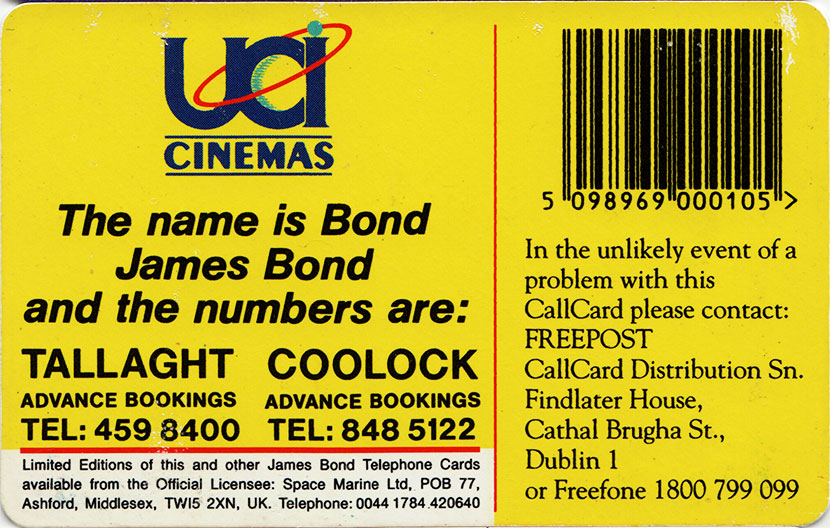 UCI
CINEMAS
The name is Bond
James Bond
and the numbers are:
TALLAGHT
ADVANCE BOOKINGS
TEL: 459 8400
COOLOCK
ADVANCE BOOKINGS
TEL: 848 5122
Limited Editions of this and other James Bond Telephone Cards
available from the Official Licensee: Space Marine Ltd, POB 77,
Ashford, Middlesex, TW15 2XN, UK. Telephone: 0044 1784 420640
5 098969 000105 >
In the unlikely event of a
problem with this
CallCard please contact:
FREEPOST
CallCard Distribution Sn.
Findlater House,
Cathal Brugha St.,
Dublin 1
or Freefone 1800 799 099